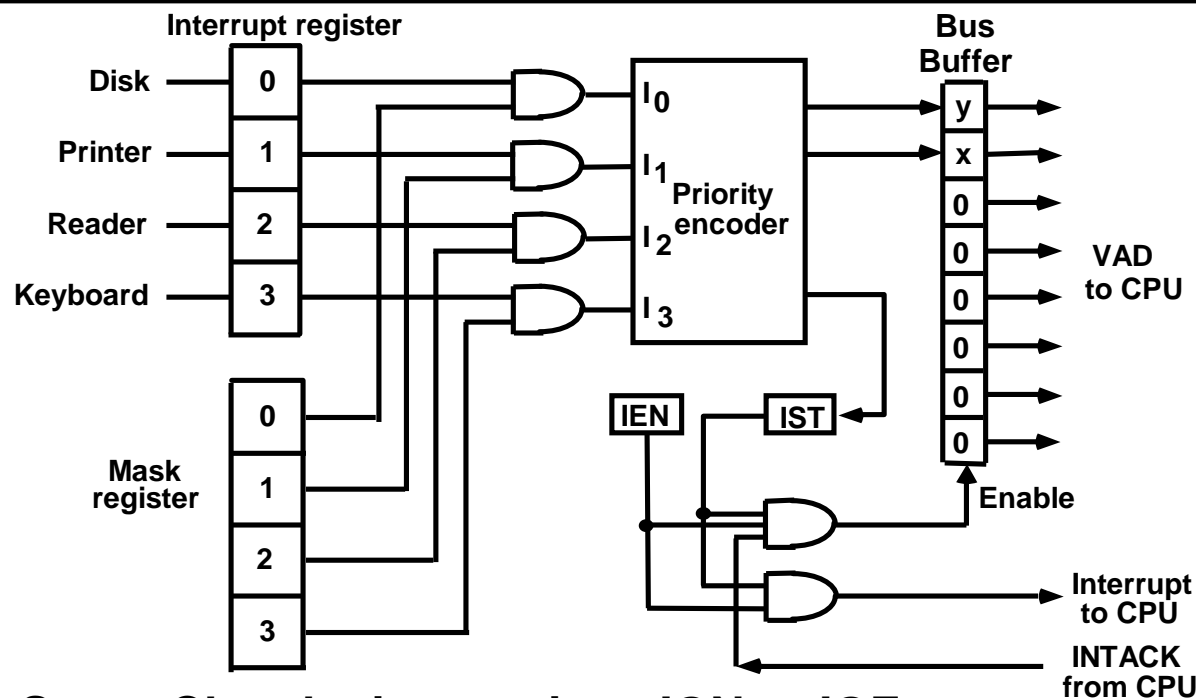 Interrupt register
Bus
Buffer
Disk
Printer
Reader
Keyboard
0
1
2
3
I0
I1
I2
I3
Priority
encoder
y
x
0
0
0
0
0
0
VAD
to CPU
Mask
register
0
1
2
3
IEN
IST
Enable
Interrupt
to CPU
INTACK
from CPU